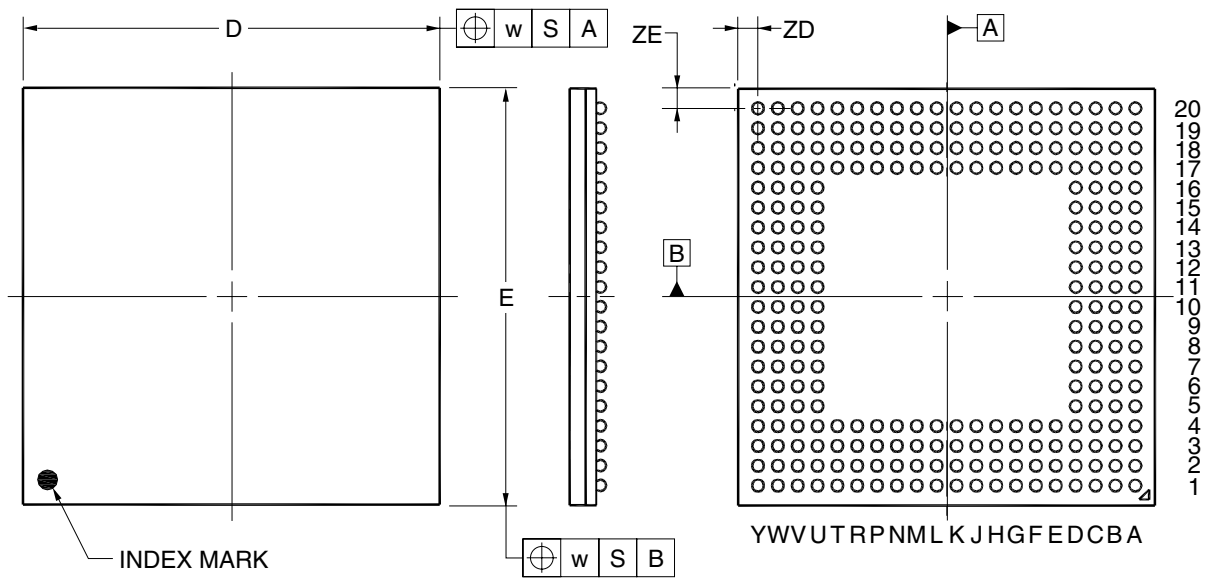 D
⌖ w S A
ZE
ZD
A
20
19
18
17
16
15
14
13
12
11
10
9
8
7
6
5
4
3
2
1
B
E
INDEX MARK
⌖ w S B
YWVUTRPNMLKJHGFEDCBA